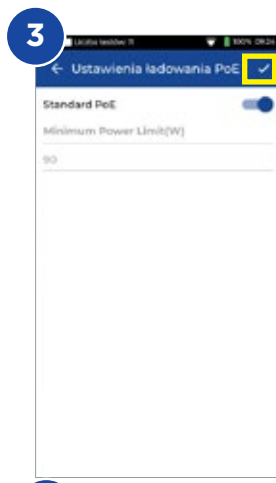 3
Liczba testów: 11 100% 09:24
Ustawienia ładowania PoE
Standard PoE
Minimum Power Limit(W)
90